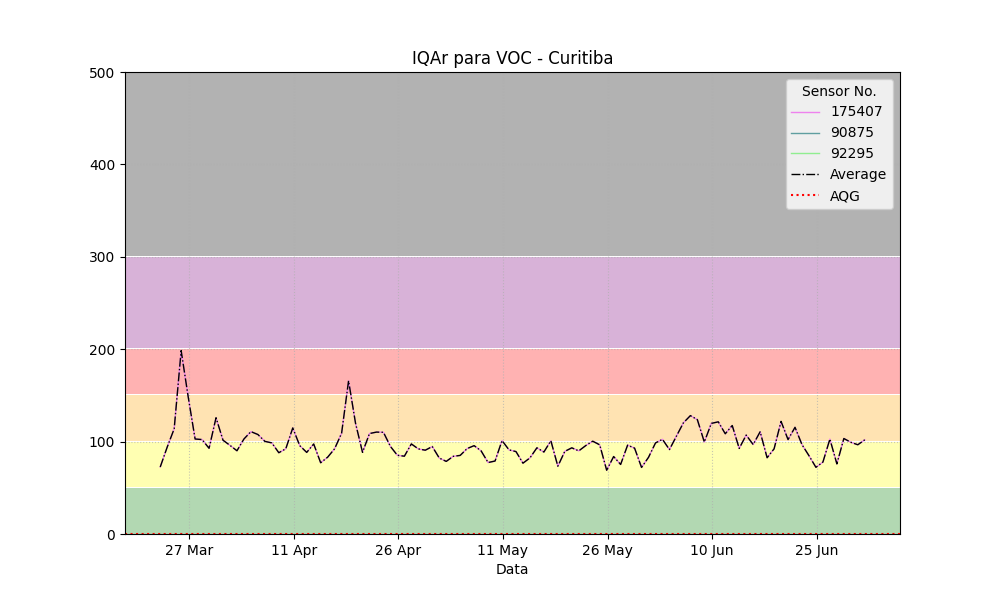 IQAr para VOC - Curitiba
500
400
300
200
100
0
Sensor No.
175407
90875
92295
Average
AQG
27 Mar
11 Apr
26 Apr
11 May
26 May
10 Jun
25 Jun
Data